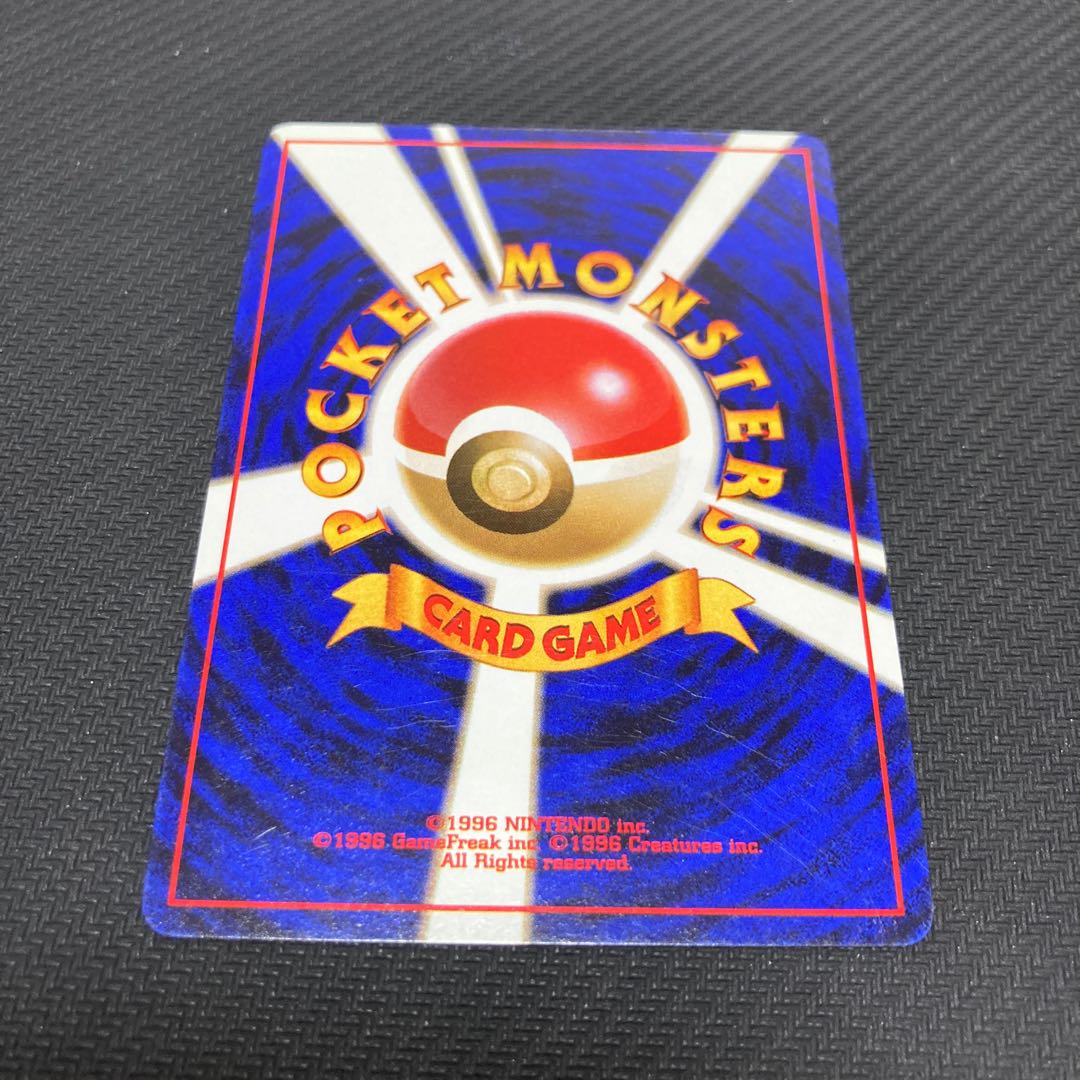 POCKET MONSTERS
CARD GAME
©1996 NINTENDO inc.
©1996 GameFreak inc. ©1996 Creatures inc.
All Rights reserved.